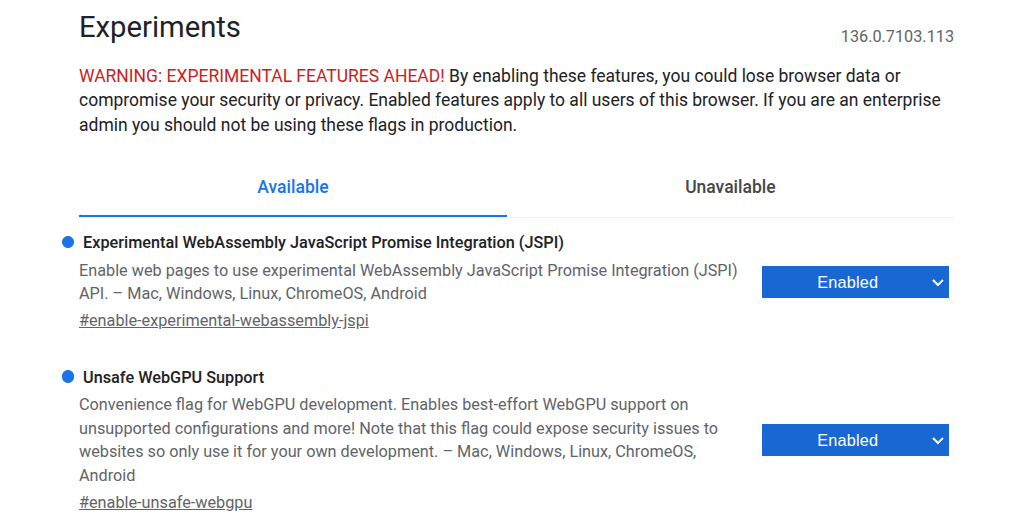 Experiments
136.0.7103.113
WARNING: EXPERIMENTAL FEATURES AHEAD! By enabling these features, you could lose browser data or
compromise your security or privacy. Enabled features apply to all users of this browser. If you are an enterprise
admin you should not be using these flags in production.
Available
Unavailable
Experimental WebAssembly JavaScript Promise Integration (JSPI)
Enable web pages to use experimental WebAssembly JavaScript Promise Integration (JSPI)
API. – Mac, Windows, Linux, ChromeOS, Android
#enable-experimental-webassembly-jspi
Enabled
Unsafe WebGPU Support
Convenience flag for WebGPU development. Enables best-effort WebGPU support on
unsupported configurations and more! Note that this flag could expose security issues to
websites so only use it for your own development. – Mac, Windows, Linux, ChromeOS,
Android
#enable-unsafe-webgpu
Enabled